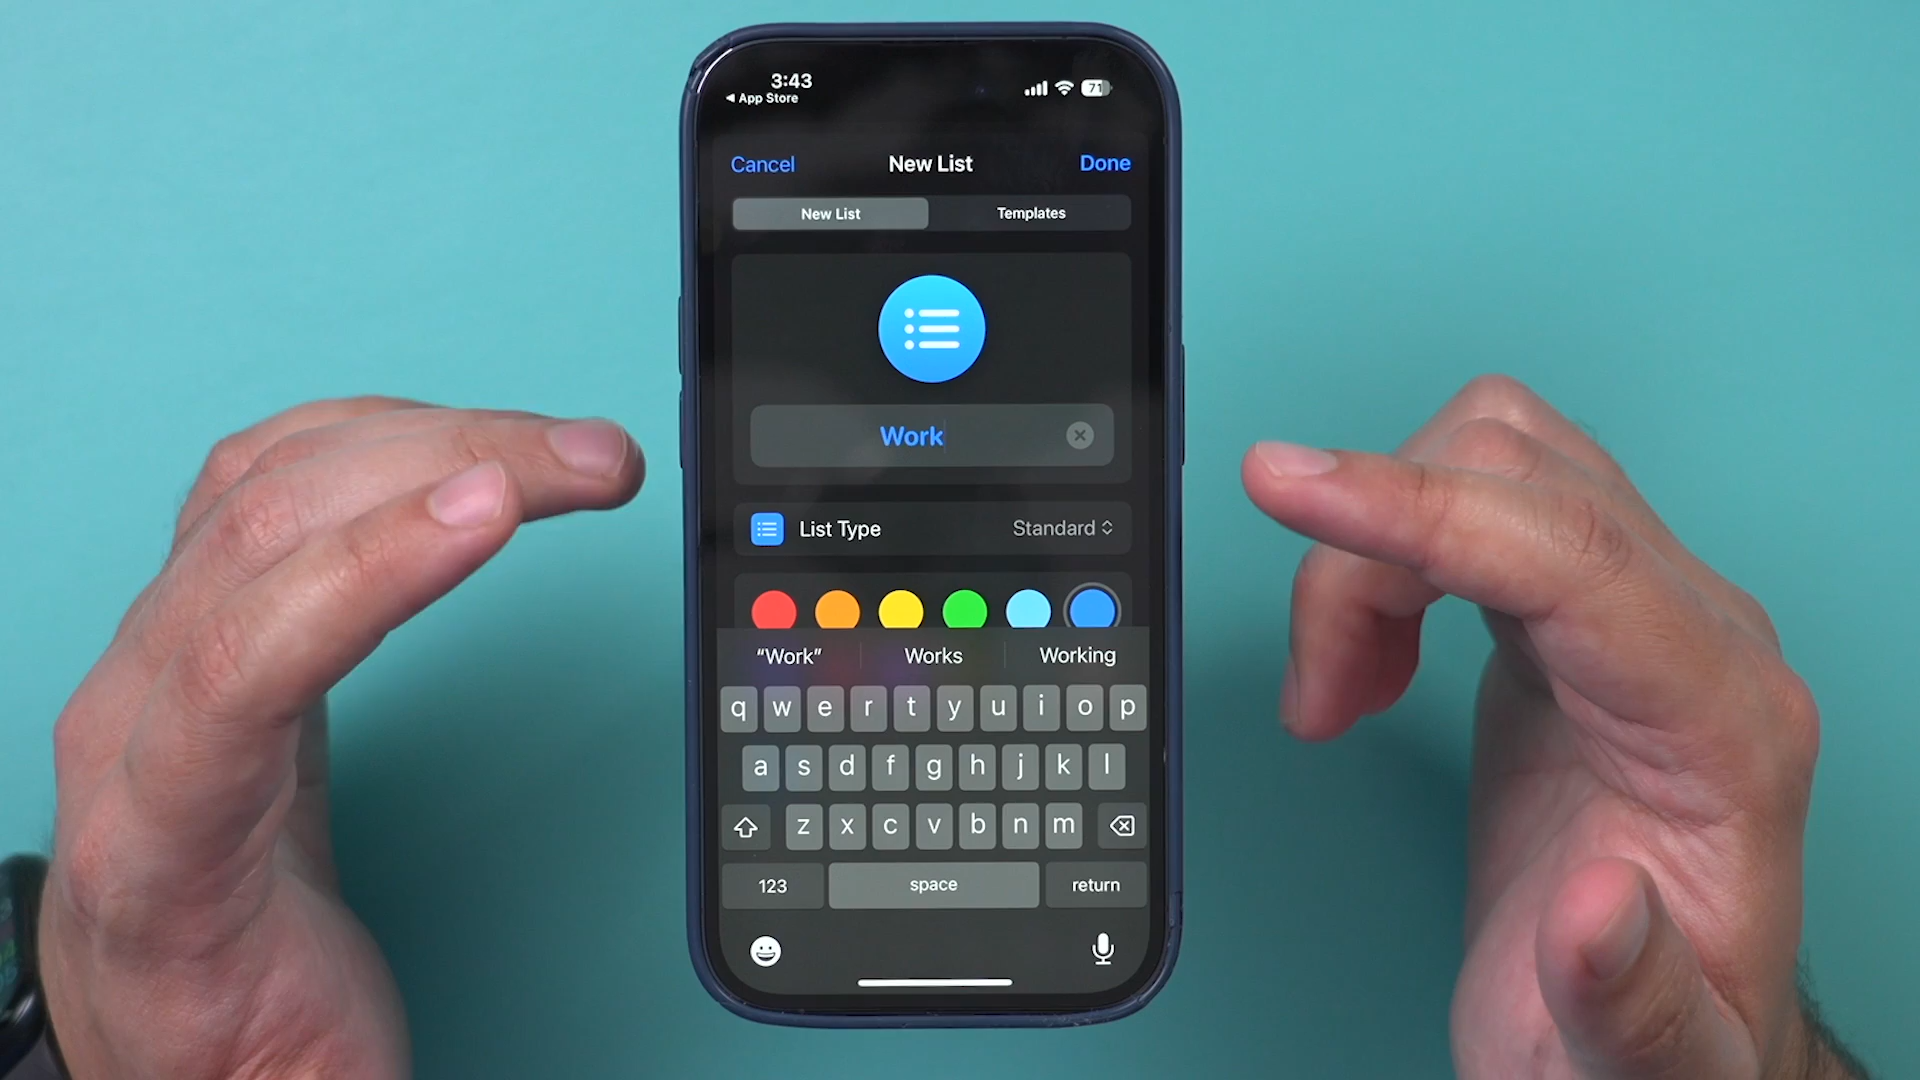 3:43
71
◀ App Store
Cancel New List Done
New List Templates
Work
List Type Standard
“Work” Works Working
q w e r t y u i o p
a s d f g h j k l
z x c v b n m
123 space return